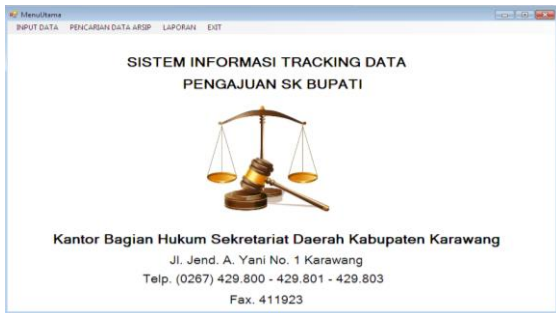 MenuUtama
INPUT DATA PENCARIAN DATA ARSIP LAPORAN EXIT
SISTEM INFORMASI TRACKING DATA
PENGAJUAN SK BUPATI
Kantor Bagian Hukum Sekretariat Daerah Kabupaten Karawang
Jl. Jend. A. Yani No. 1 Karawang
Telp. (0267) 429.800 - 429.801 - 429.803
Fax. 411923